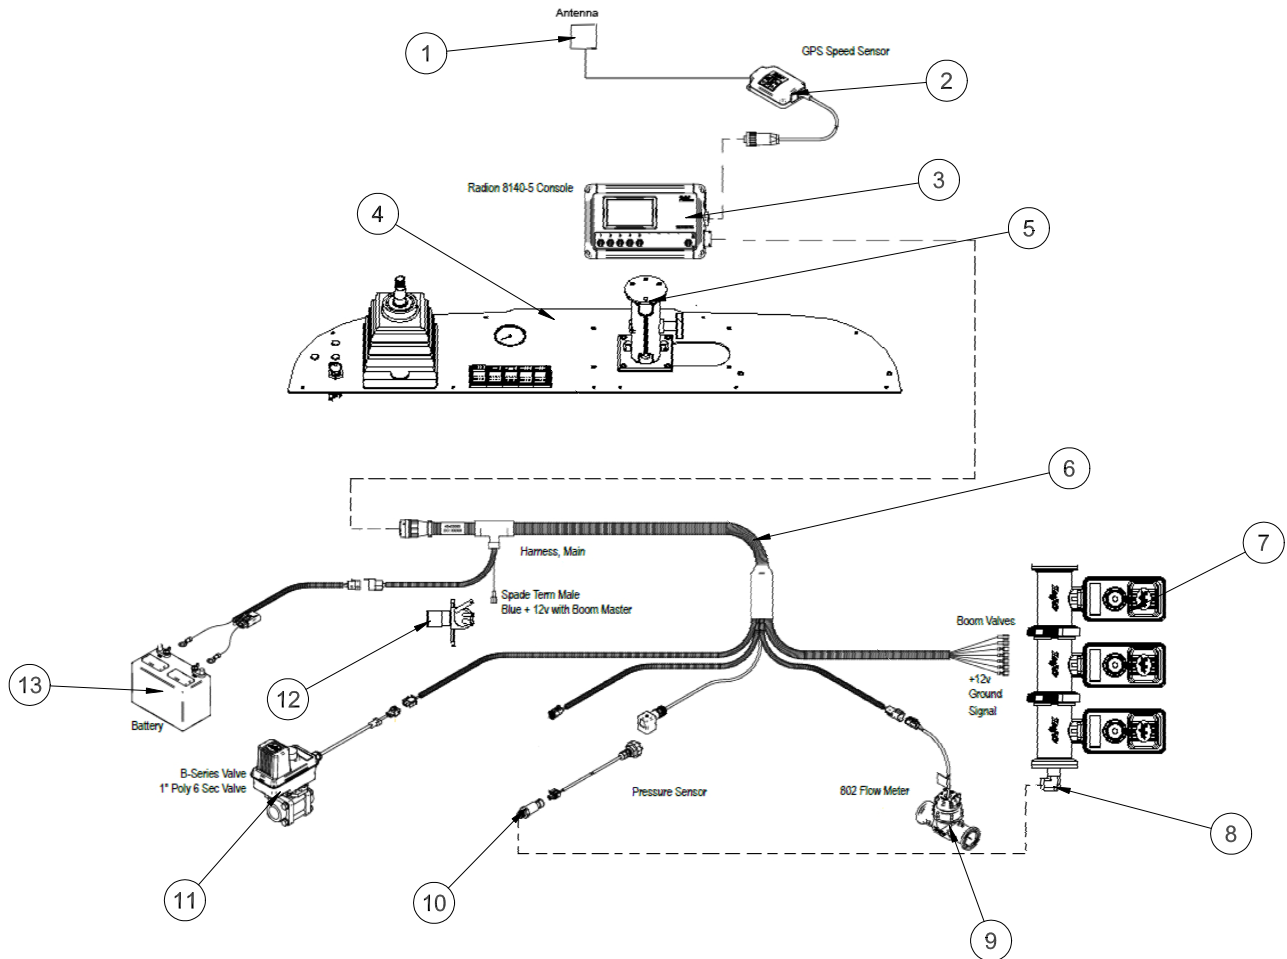 Antenna
1
GPS Speed Sensor
2
Radion 8140-5 Console
3
4
5
6
Harness, Main
7
Spade Term Male
Blue + 12v with Boom Master
Boom Valves
+12v
Ground
Signal
12
13
Battery
B-Series Valve
1" Poly 6 Sec Valve
Pressure Sensor
802 Flow Meter
8
11
10
9